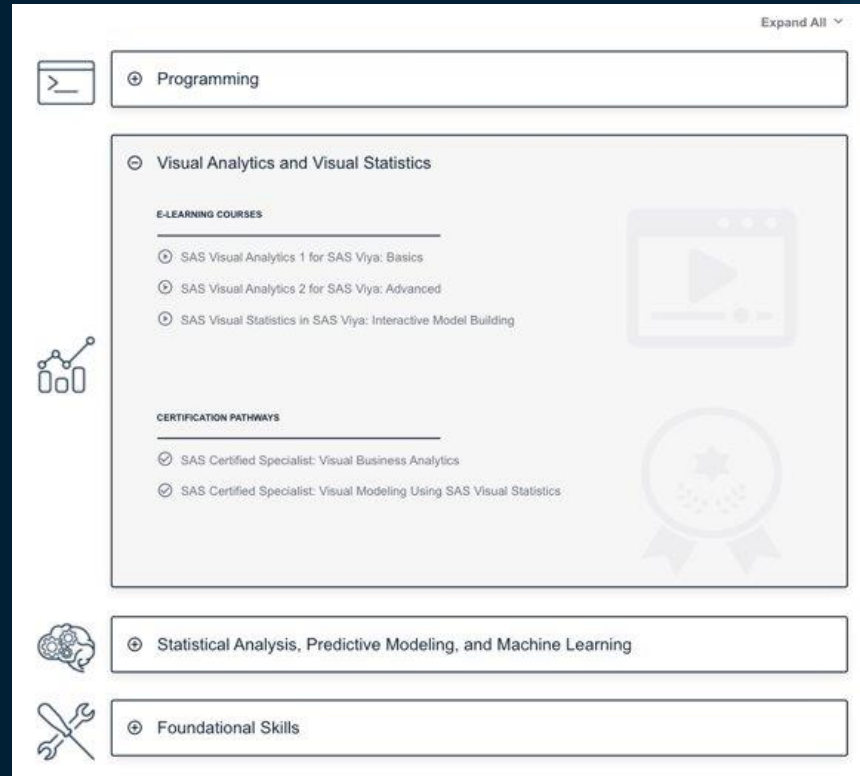 Expand All
Programming
Visual Analytics and Visual Statistics
E-LEARNING COURSES
SAS Visual Analytics 1 for SAS Viya: Basics
SAS Visual Analytics 2 for SAS Viya: Advanced
SAS Visual Statistics in SAS Viya: Interactive Model Building
CERTIFICATION PATHWAYS
SAS Certified Specialist: Visual Business Analytics
SAS Certified Specialist: Visual Modeling Using SAS Visual Statistics
Statistical Analysis, Predictive Modeling, and Machine Learning
Foundational Skills